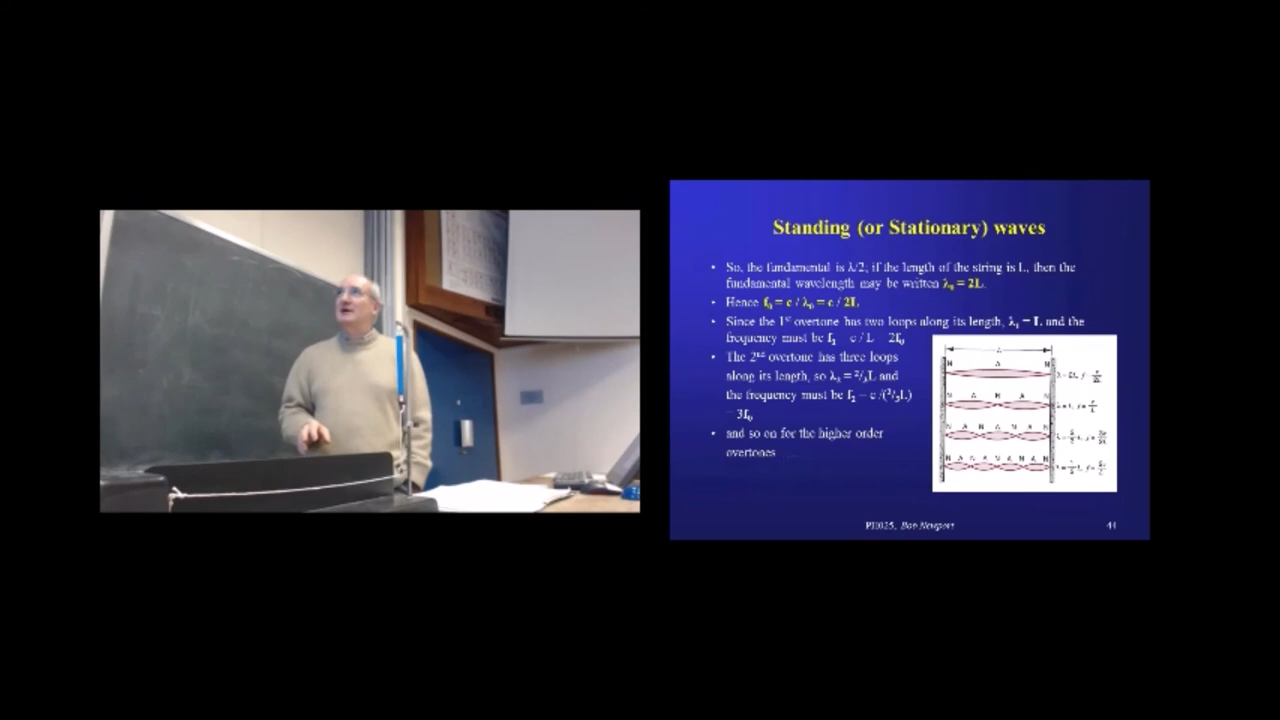 Standing (or Stationary) waves
• So, the fundamental is λ/2; if the length of the string is L, then the
fundamental wavelength may be written λ₀ = 2L.
• Hence f₀ = c / λ₀ = c / 2L
• Since the 1ˢᵗ overtone has two loops along its length, λ₁ = L and the
frequency must be f₁ = c / L = 2f₀
• The 2ⁿᵈ overtone has three loops
along its length, so λ₂ = ²/₃L and
the frequency must be f₂ = c /(²/₃L)
= 3f₀
• and so on for the higher order
overtones ...
N A N
N A N A N
N A N A N A N
N A N A N A N A N
PH025, Bob Newport
44